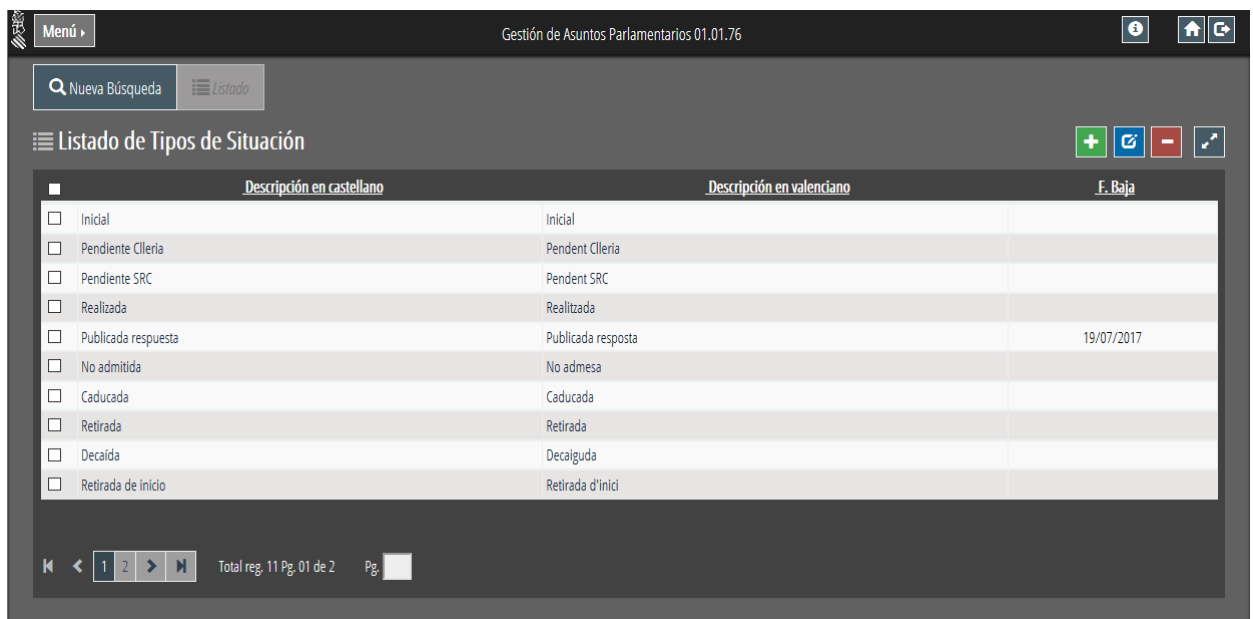 Menú
Gestión de Asuntos Parlamentarios 01.01.76
Nueva Búsqueda
Listado
Listado de Tipos de Situación
Descripción en castellano Descripción en valenciano F. Baja
Inicial Inicial
Pendiente Clleria Pendent Clleria
Pendiente SRC Pendent SRC
Realizada Realitzada
Publicada respuesta Publicada resposta 19/07/2017
No admitida No admesa
Caducada Caducada
Retirada Retirada
Decaída Decaiguda
Retirada de inicio Retirada d'inici
1 2 Total reg. 11 Pg. 01 de 2 Pg.